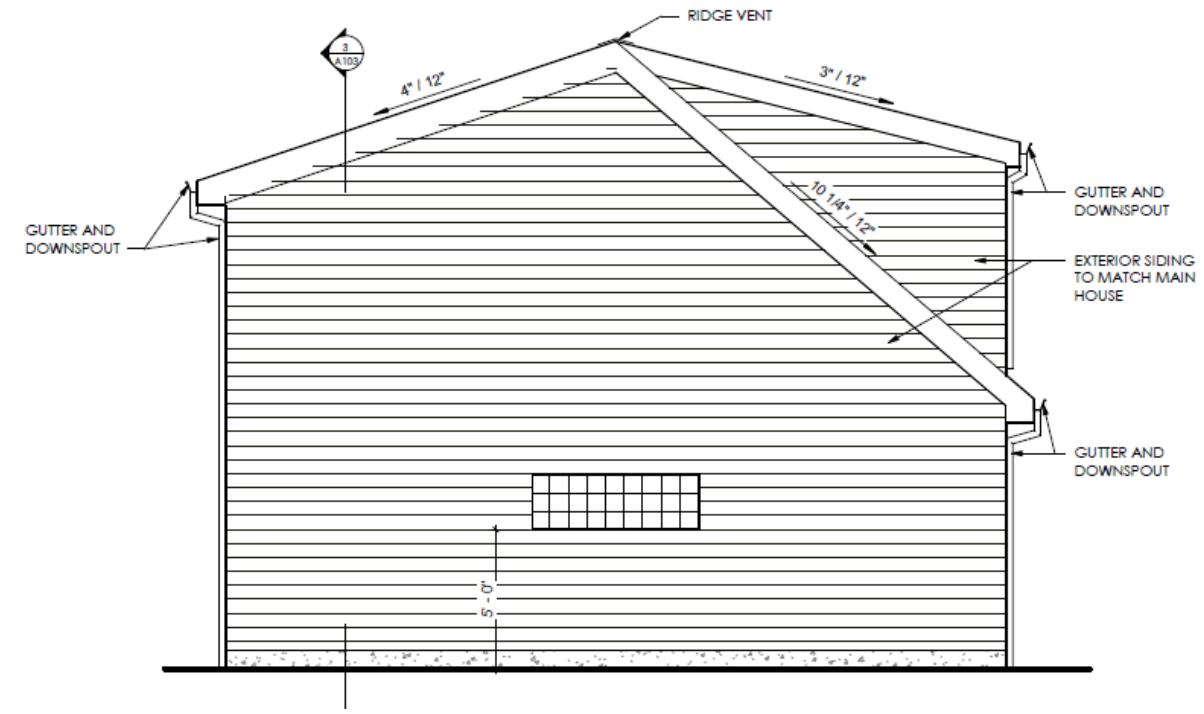 RIDGE VENT
3
A103
4" / 12"
3" / 12"
10 1/4" / 12"
GUTTER AND
DOWNSPOUT
GUTTER AND
DOWNSPOUT
EXTERIOR SIDING
TO MATCH MAIN
HOUSE
GUTTER AND
DOWNSPOUT
5' - 0"